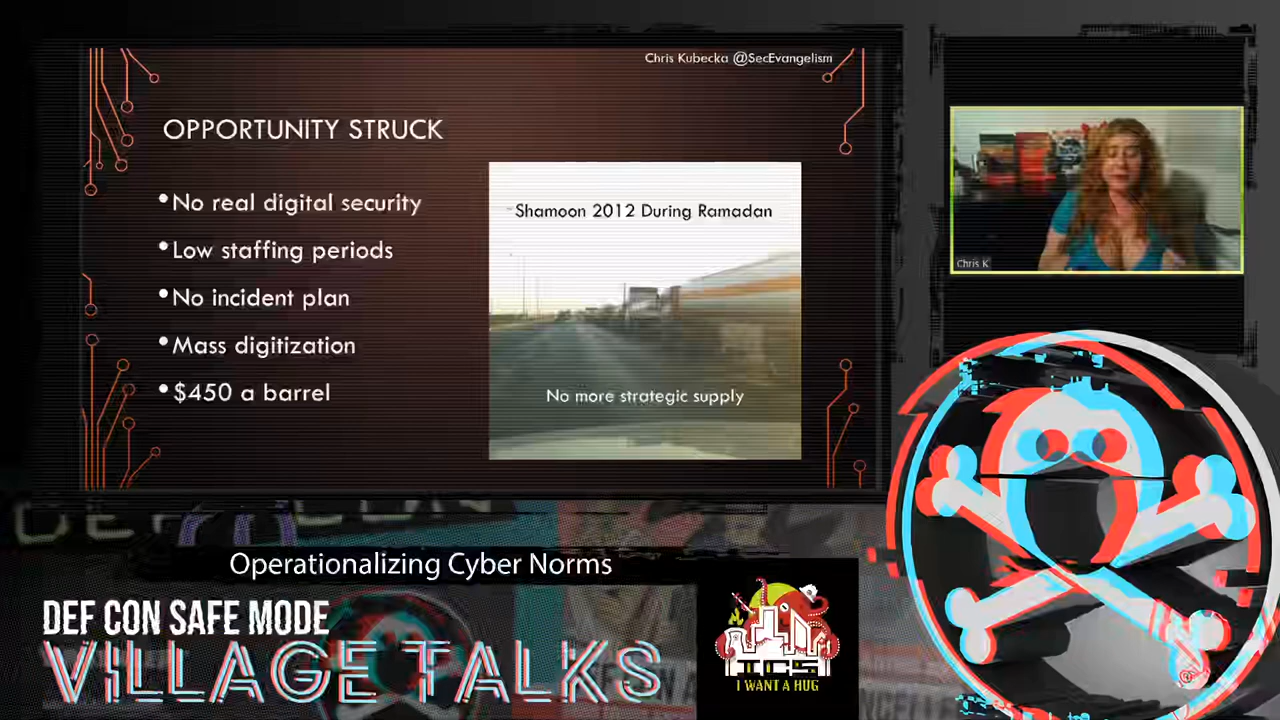 Chris Kubecka @SecEvangelism
OPPORTUNITY STRUCK
•No real digital security
•Low staffing periods
•No incident plan
•Mass digitization
•$450 a barrel
Shamoon 2012 During Ramadan
No more strategic supply
Chris K
Operationalizing Cyber Norms
DEF CON SAFE MODE
VILLAGE TALKS
ICS
I WANT A HUG